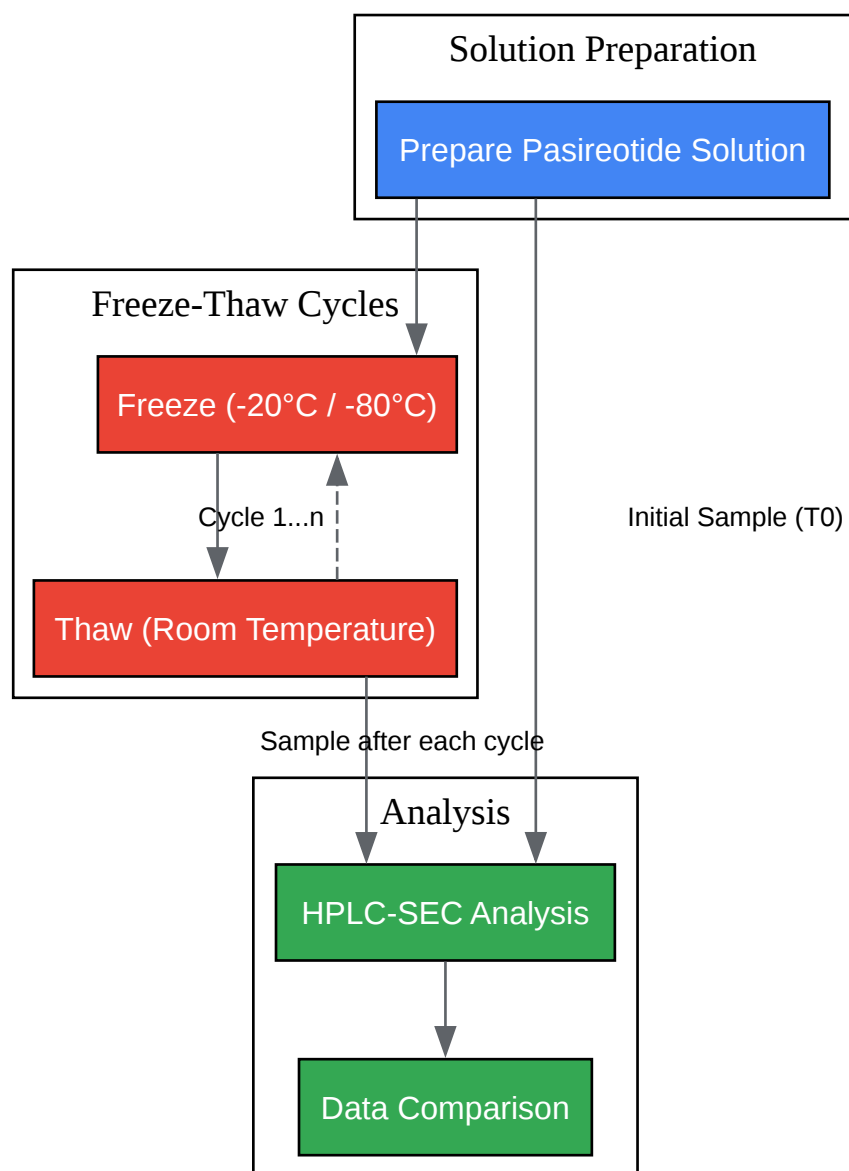 Solution Preparation
Prepare Pasireotide Solution
Freeze-Thaw Cycles
Freeze (-20°C / -80°C)
Cycle 1...n
Initial Sample (T0)
Thaw (Room Temperature)
Sample after each cycle
Analysis
HPLC-SEC Analysis
Data Comparison